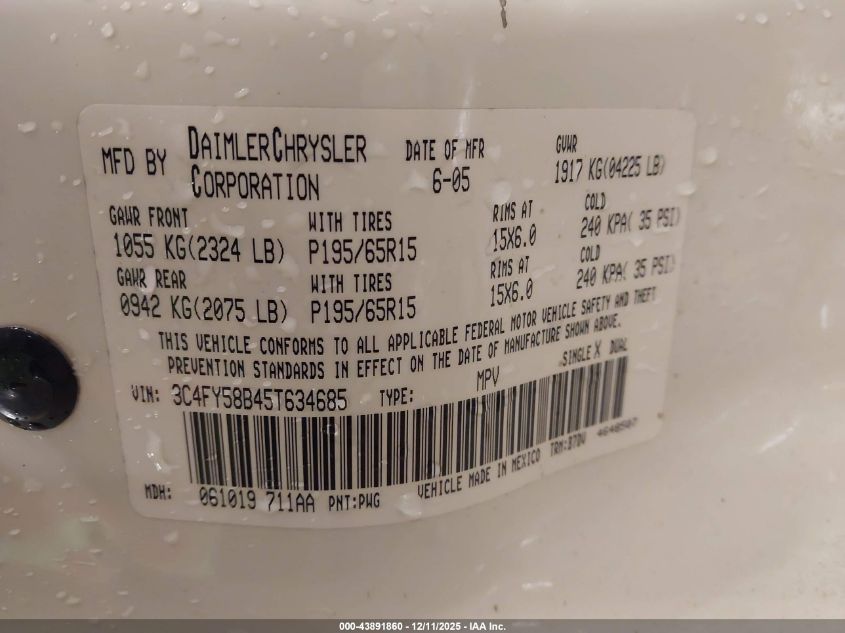 MFD BY DAIMLERCHRYSLER CORPORATION DATE OF MFR 6-05 GVWR 1917 KG(04225 LB)
GAWR FRONT WITH TIRES RIMS AT COLD
1055 KG(2324 LB) P195/65R15 15X6.0 240 KPA( 35 PSI)
GAWR REAR WITH TIRES RIMS AT COLD
0942 KG(2075 LB) P195/65R15 15X6.0 240 KPA( 35 PSI)
THIS VEHICLE CONFORMS TO ALL APPLICABLE FEDERAL MOTOR VEHICLE SAFETY AND THEFT
PREVENTION STANDARDS IN EFFECT ON THE DATE OF MANUFACTURE SHOWN ABOVE.
VIN: 3C4FY58B45T634685 TYPE: MPV SINGLE X DUAL
MDH: 061019 711AA PNT:PWG VEHICLE MADE IN MEXICO TRM:B7DV 4648507
000-43891860 - 12/11/2025 - IAA Inc.